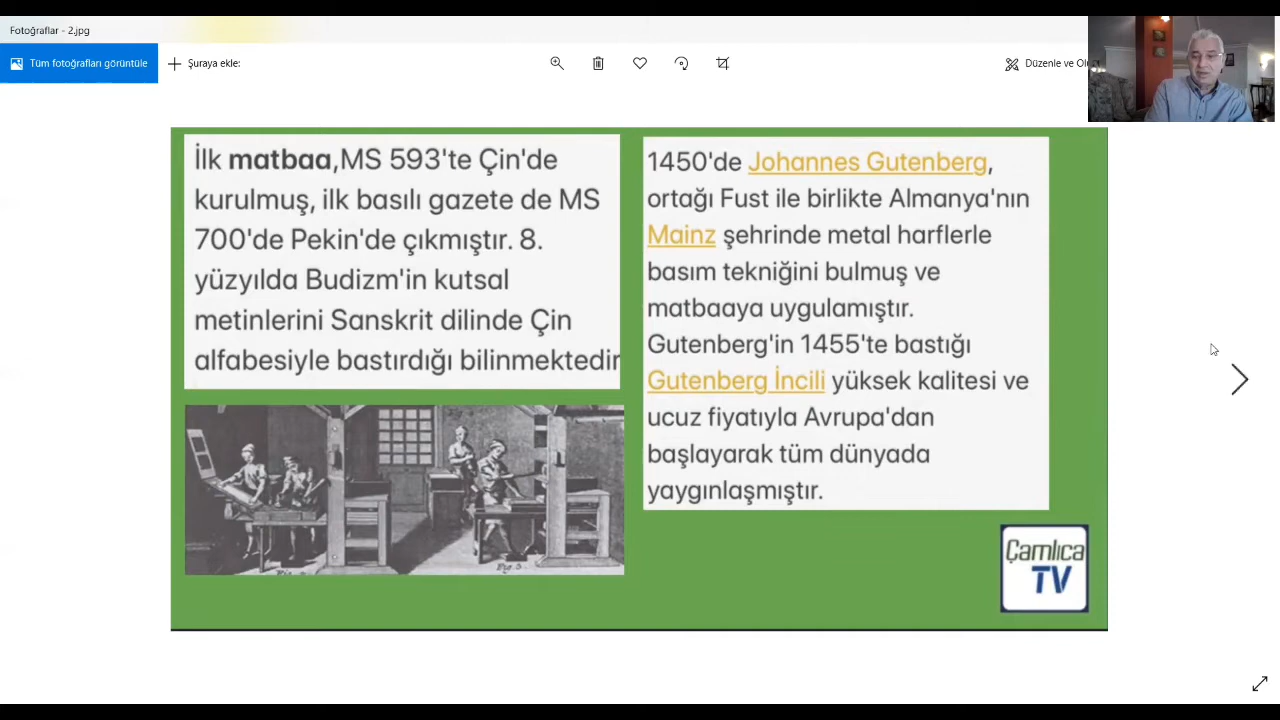 Fotoğraflar - 2.jpg
Tüm fotoğrafları görüntüle
Şuraya ekle:
Düzenle ve Ol
İlk matbaa,MS 593'te Çin'de
kurulmuş, ilk basılı gazete de MS
700'de Pekin'de çıkmıştır. 8.
yüzyılda Budizm'in kutsal
metinlerini Sanskrit dilinde Çin
alfabesiyle bastırdığı bilinmektedir
1450'de Johannes Gutenberg,
ortağı Fust ile birlikte Almanya'nın
Mainz şehrinde metal harflerle
basım tekniğini bulmuş ve
matbaaya uygulamıştır.
Gutenberg'in 1455'te bastığı
Gutenberg İncili yüksek kalitesi ve
ucuz fiyatıyla Avrupa'dan
başlayarak tüm dünyada
yaygınlaşmıştır.
Çamlıca
TV